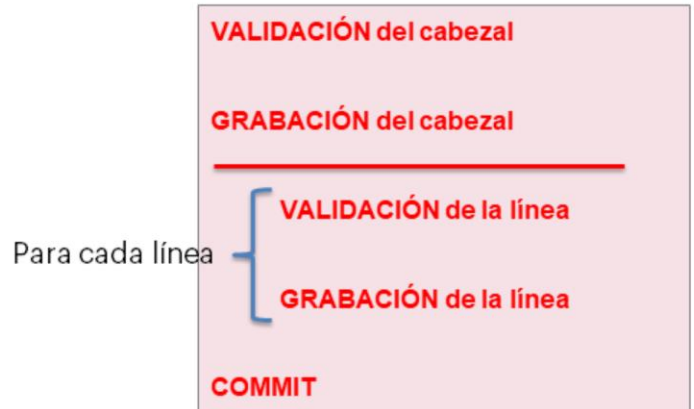 VALIDACIÓN del cabezal
GRABACIÓN del cabezal
Para cada línea
VALIDACIÓN de la línea
GRABACIÓN de la línea
COMMIT